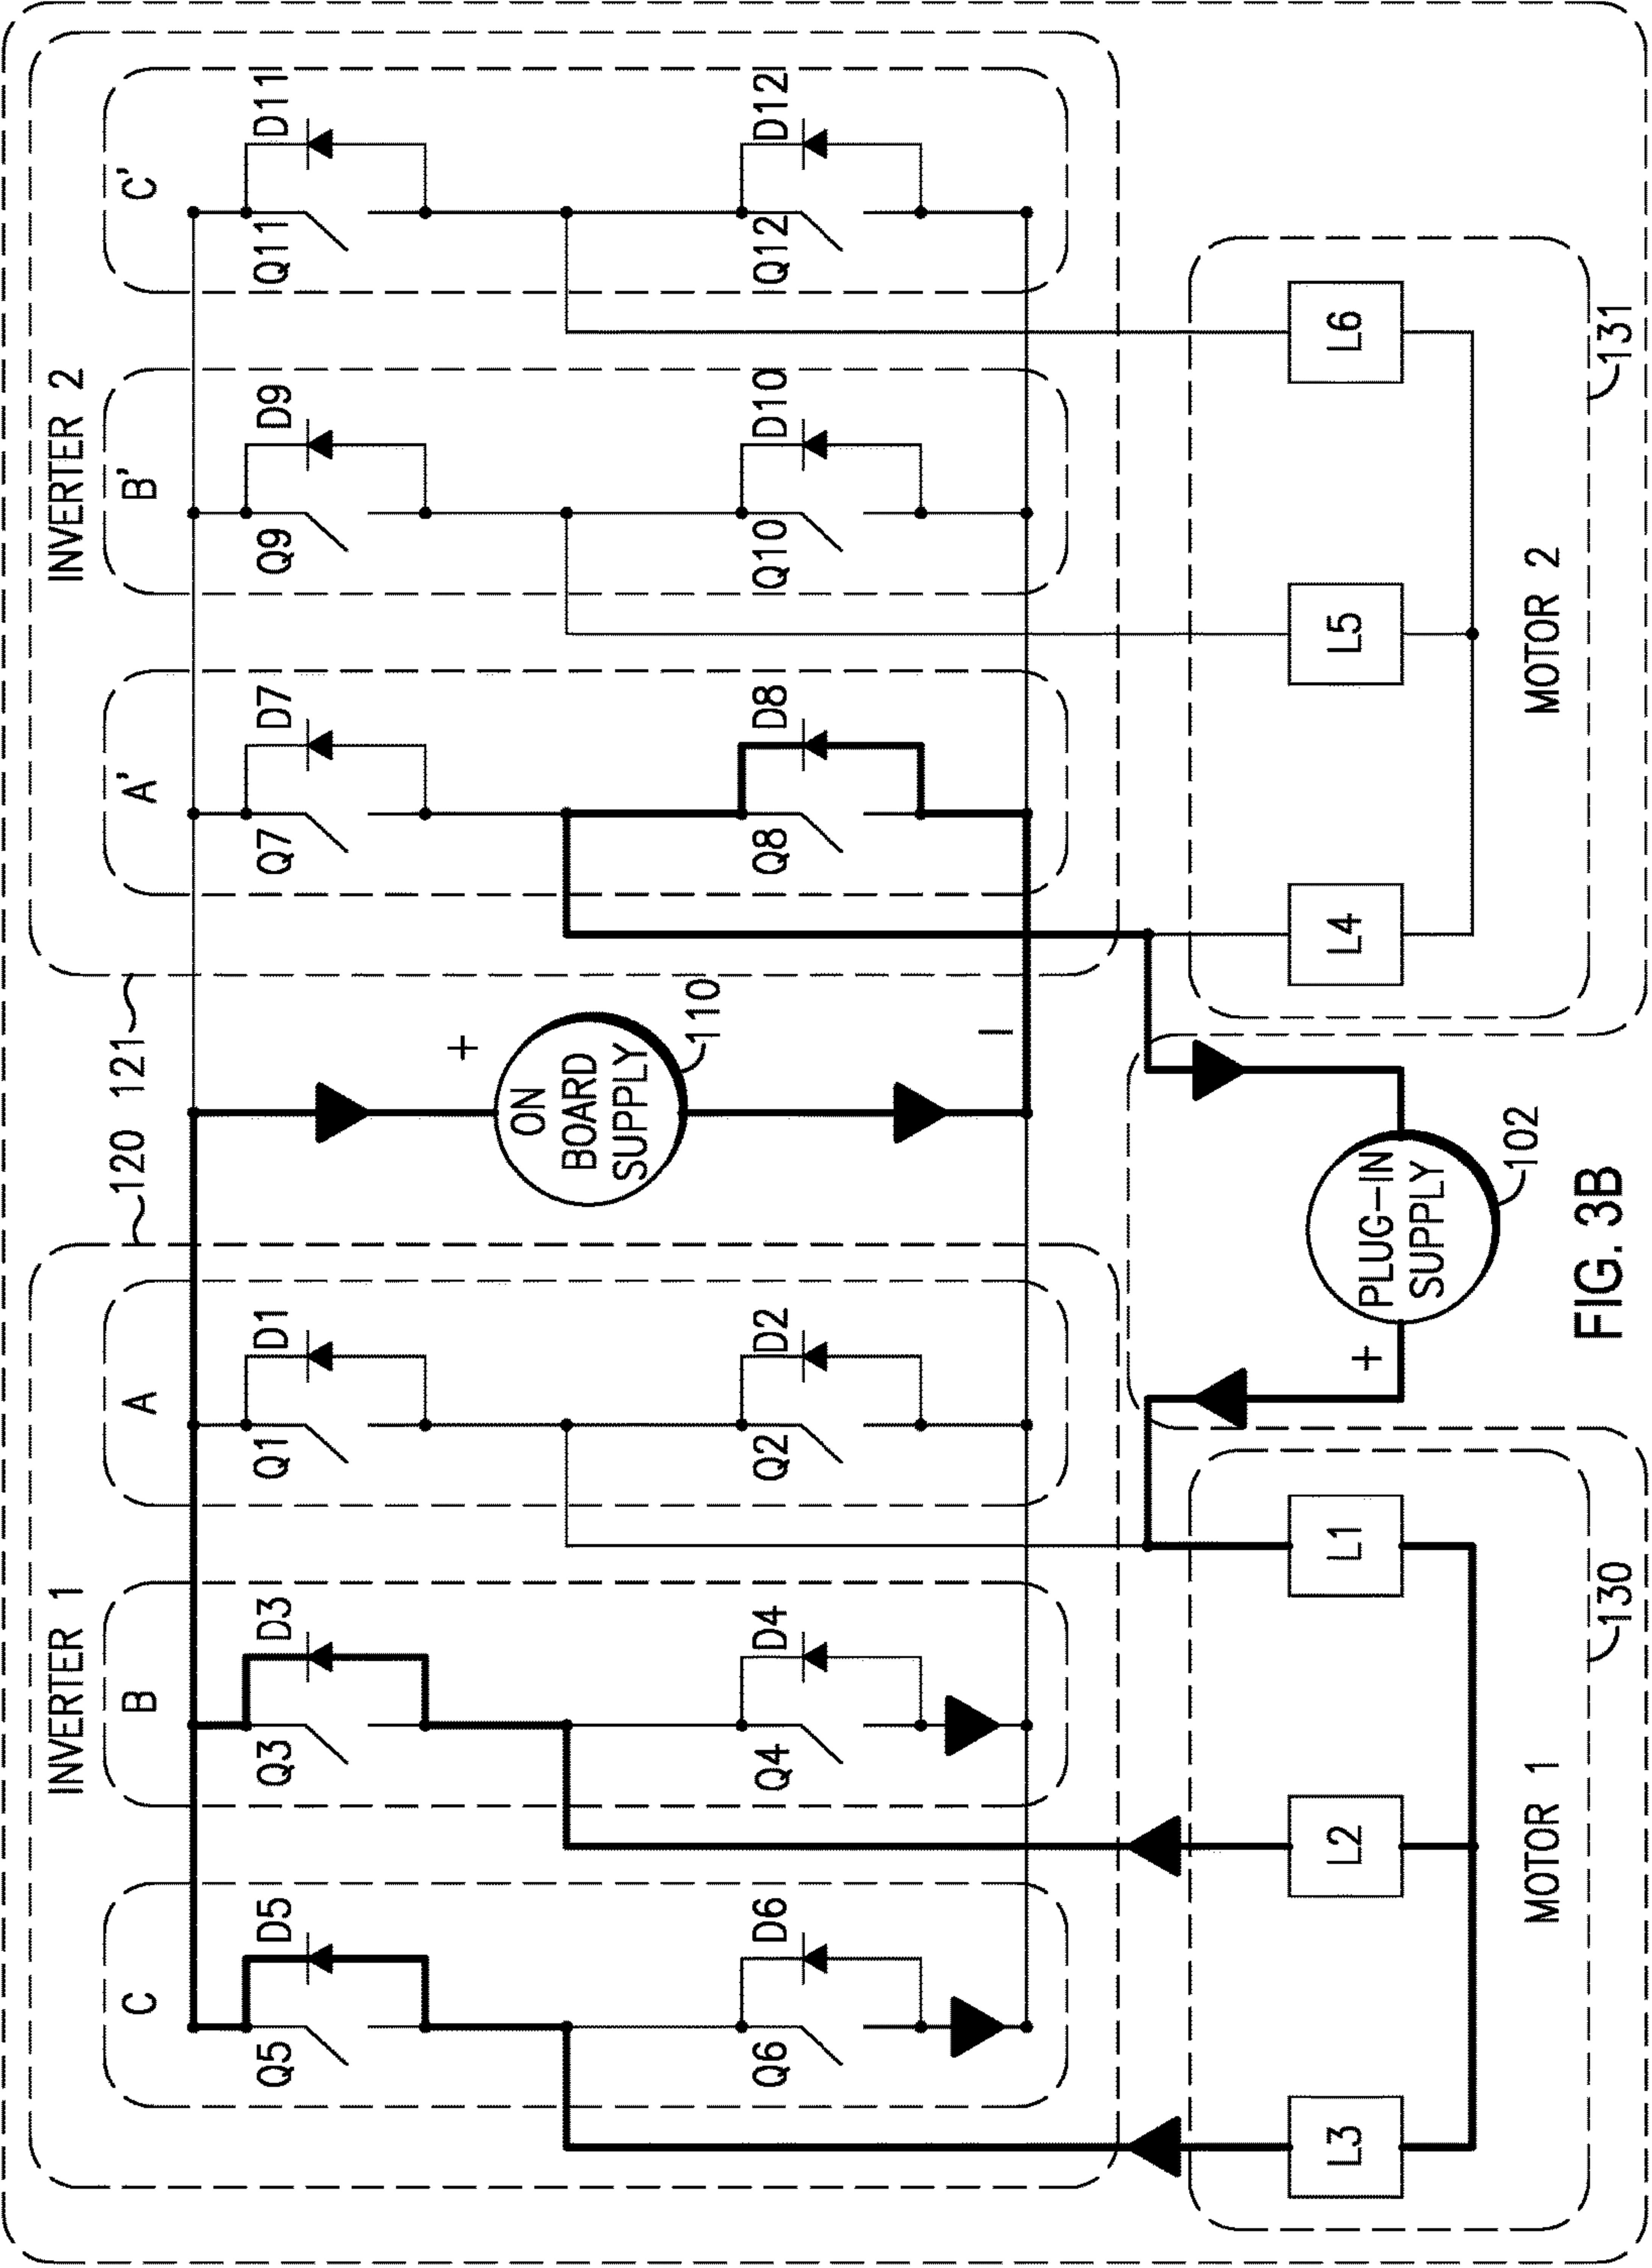 INVERTER 1
INVERTER 2
120
121
C
B
A
A'
B'
C'
Q5
D5
Q3
D3
Q1
D1
Q7
D7
Q9
D9
Q11
D11
+
ON
BOARD
SUPPLY
110
Q6
D6
Q4
D4
Q2
D2
Q8
D8
Q10
D10
Q12
D12
−
L3
L2
L1
+
PLUG-IN
SUPPLY
102
L4
L5
L6
MOTOR 1
130
MOTOR 2
131
FIG. 3B